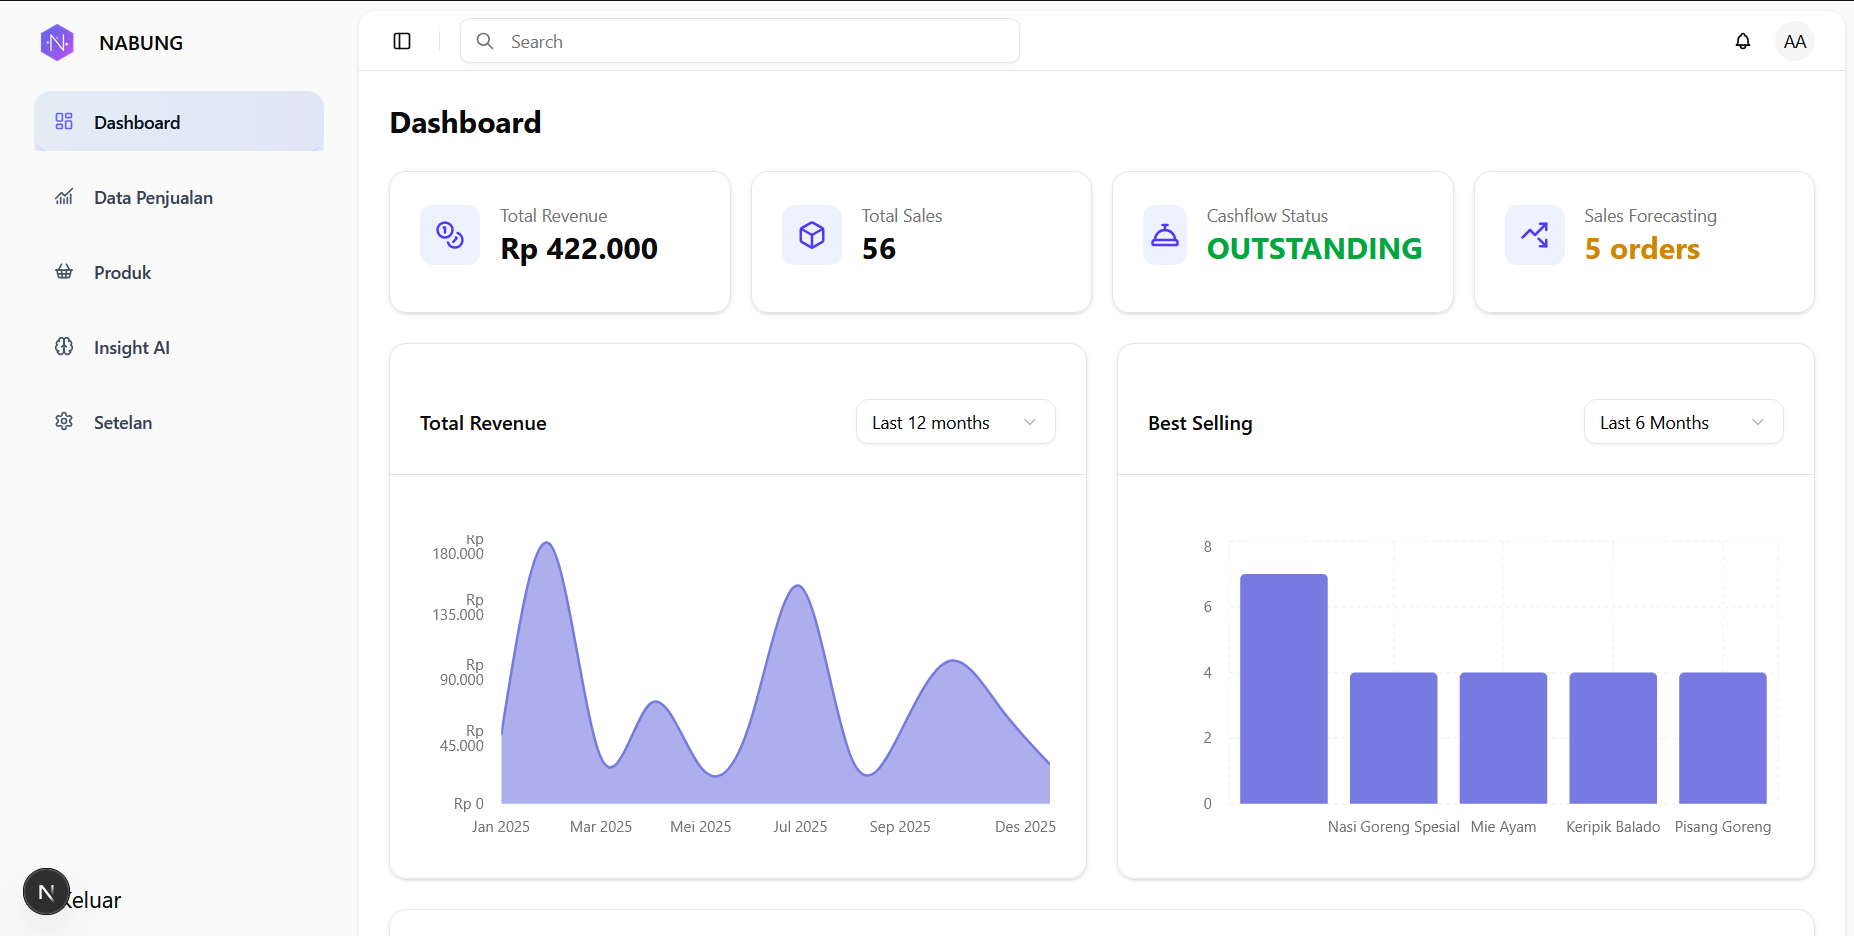 NABUNG
Search
AA
Dashboard
Data Penjualan
Produk
Insight AI
Setelan
N
Keluar
Dashboard
Total Revenue
Rp 422.000
Total Sales
56
Cashflow Status
OUTSTANDING
Sales Forecasting
5 orders
Total Revenue
Last 12 months
Rp
180.000
Rp
135.000
Rp
90.000
Rp
45.000
Rp 0
Jan 2025 Mar 2025 Mei 2025 Jul 2025 Sep 2025 Des 2025
Best Selling
Last 6 Months
8
6
4
2
0
Nasi Goreng Spesial Mie Ayam Keripik Balado Pisang Goreng